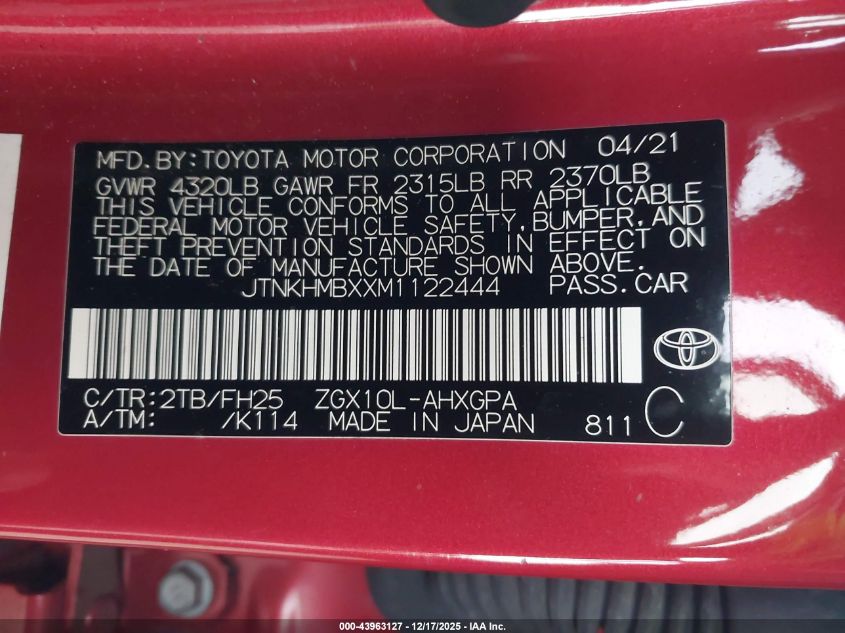 MFD. BY: TOYOTA MOTOR CORPORATION 04/21
GVWR 4320LB GAWR FR 2315LB RR 2370LB
THIS VEHICLE CONFORMS TO ALL APPLICABLE
FEDERAL MOTOR VEHICLE SAFETY, BUMPER, AND
THEFT PREVENTION STANDARDS IN EFFECT ON
THE DATE OF MANUFACTURE SHOWN ABOVE.
JTNKHMBXXM1122444 PASS. CAR
C/TR: 2TB/FH25 ZGX10L-AHXGPA
A/TM: /K114 MADE IN JAPAN 811 C
000-43963127 - 12/17/2025 - IAA Inc.